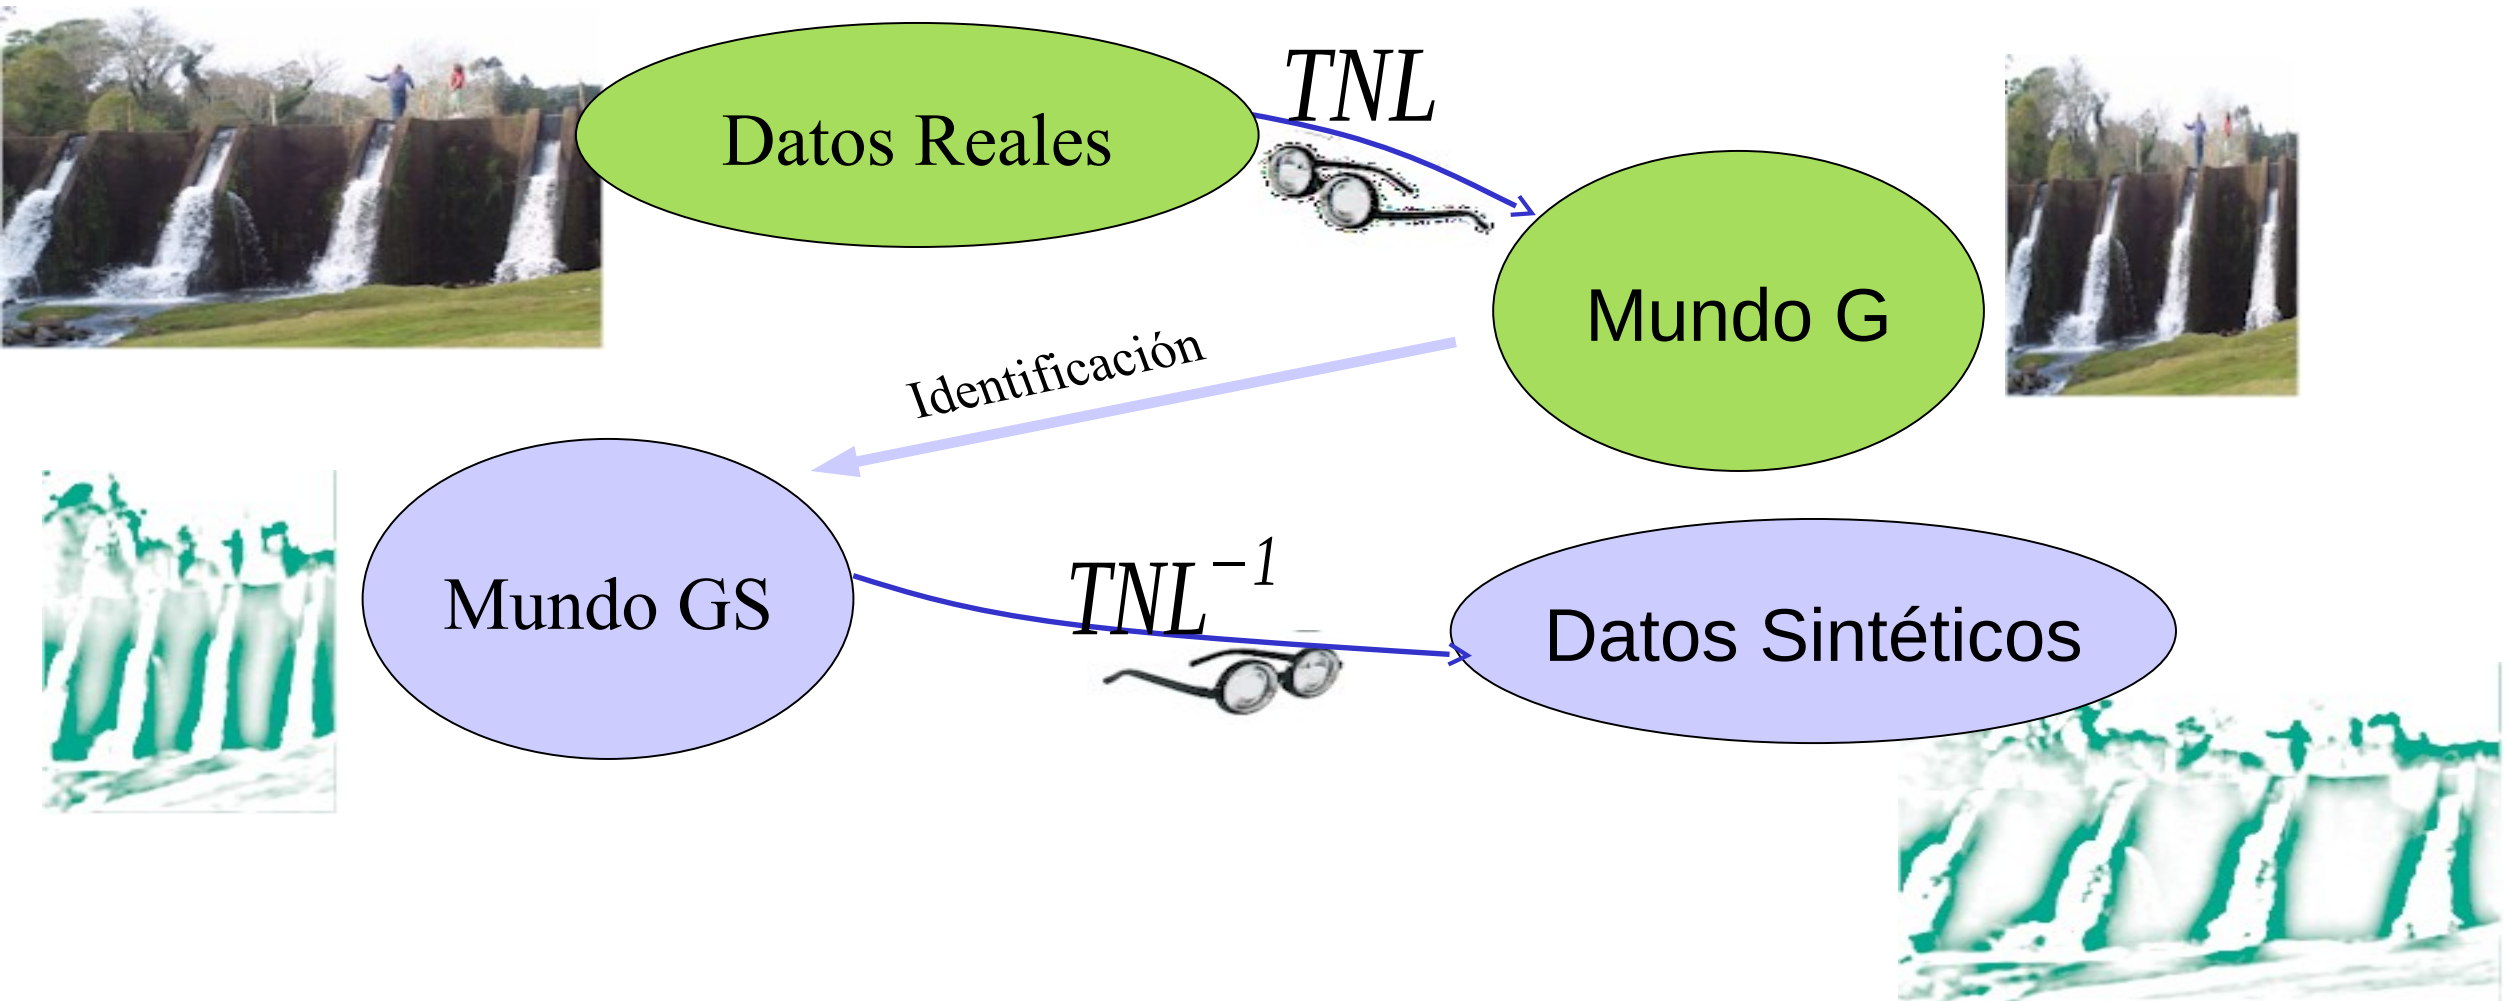 Datos Reales
TNL
Mundo G
Identificación
Mundo GS
TNL⁻¹
Datos Sintéticos